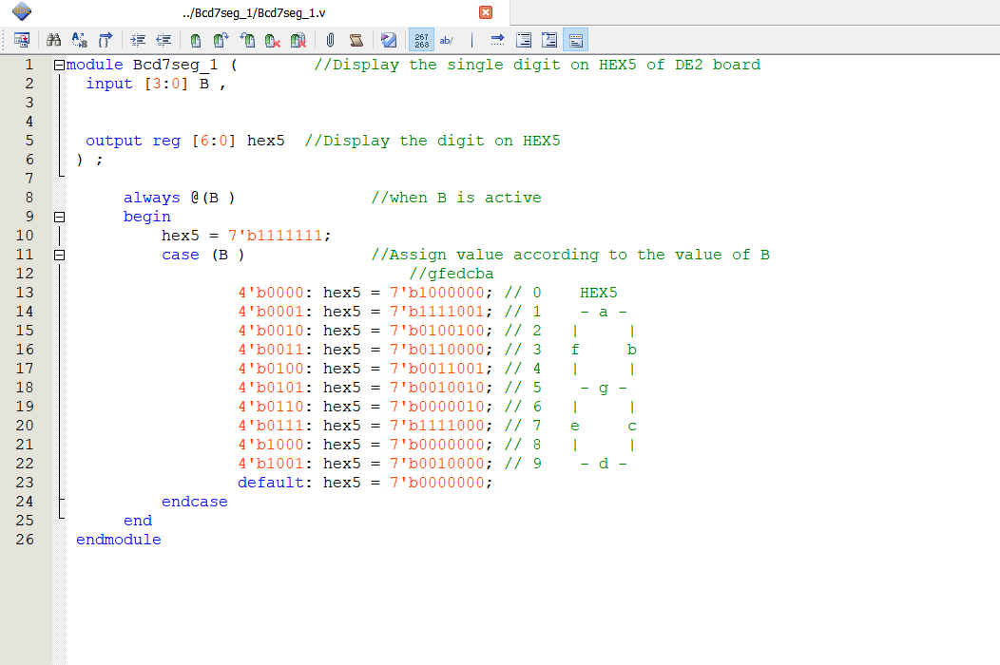 ../Bcd7seg_1/Bcd7seg_1.v
267
268
ab/
1 module Bcd7seg_1 ( //Display the single digit on HEX5 of DE2 board
2 input [3:0] B ,
3
4
5 output reg [6:0] hex5 //Display the digit on HEX5
6 ) ;
7
8 always @(B ) //when B is active
9 begin
10 hex5 = 7'b1111111;
11 case (B ) //Assign value according to the value of B
12 //gfedcba
13 4'b0000: hex5 = 7'b1000000; // 0 HEX5
14 4'b0001: hex5 = 7'b1111001; // 1 - a -
15 4'b0010: hex5 = 7'b0100100; // 2 | |
16 4'b0011: hex5 = 7'b0110000; // 3 f b
17 4'b0100: hex5 = 7'b0011001; // 4 | |
18 4'b0101: hex5 = 7'b0010010; // 5 - g -
19 4'b0110: hex5 = 7'b0000010; // 6 | |
20 4'b0111: hex5 = 7'b1111000; // 7 e c
21 4'b1000: hex5 = 7'b0000000; // 8 | |
22 4'b1001: hex5 = 7'b0010000; // 9 - d -
23 default: hex5 = 7'b0000000;
24 endcase
25 end
26 endmodule